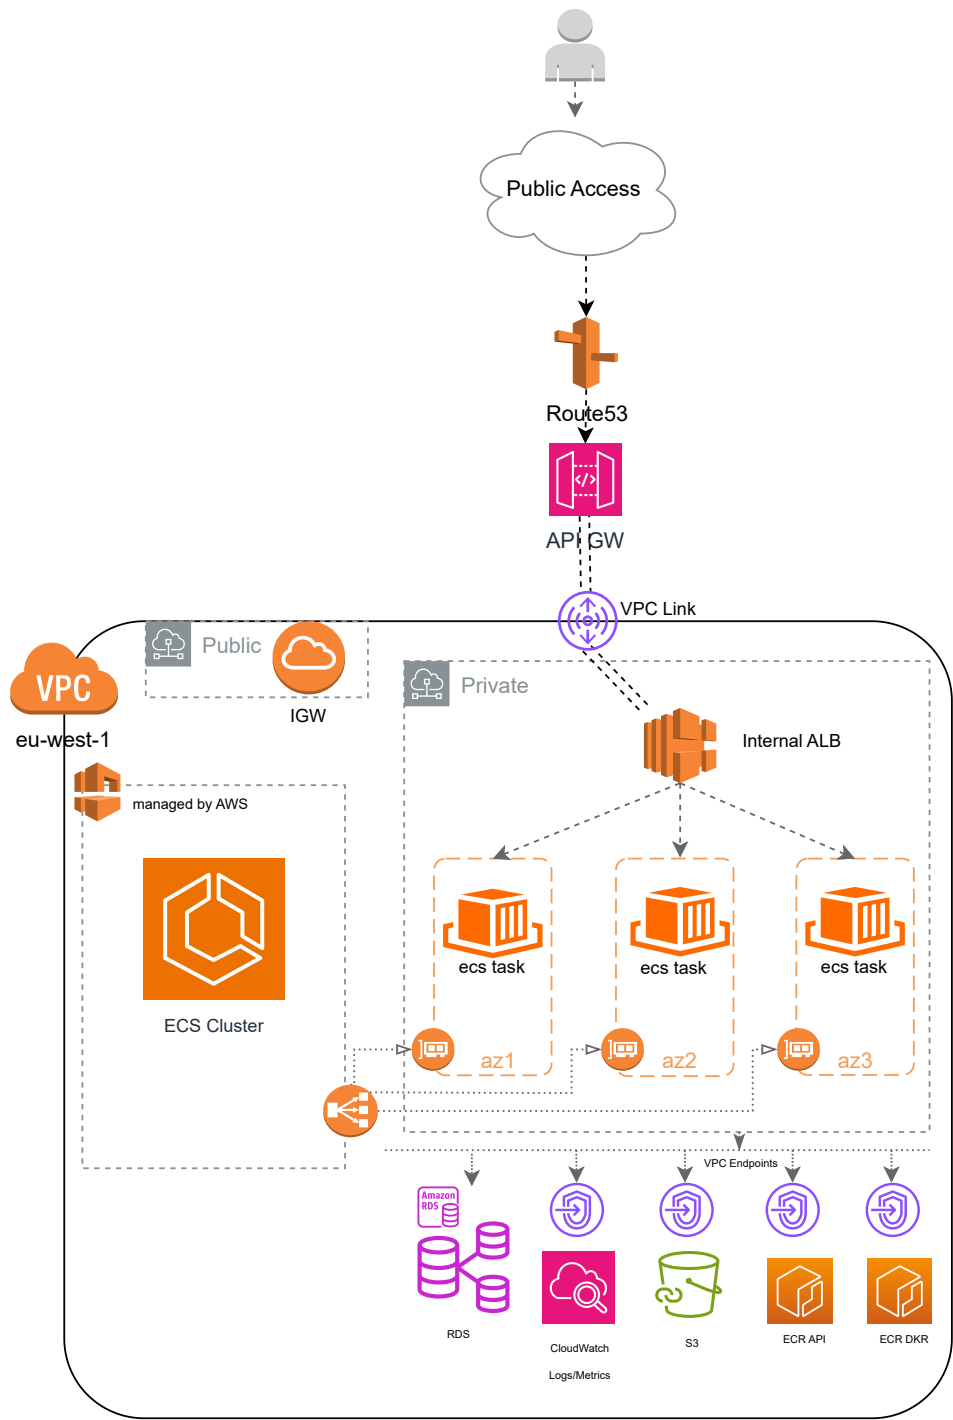 Public Access
Route53
</>
API GW
VPC Link
Public
IGW
VPC
eu-west-1
Private
Internal ALB
managed by AWS
ECS Cluster
ecs task
ecs task
ecs task
az1
az2
az3
VPC Endpoints
Amazon
RDS
RDS
CloudWatch
Logs/Metrics
S3
ECR API
ECR DKR